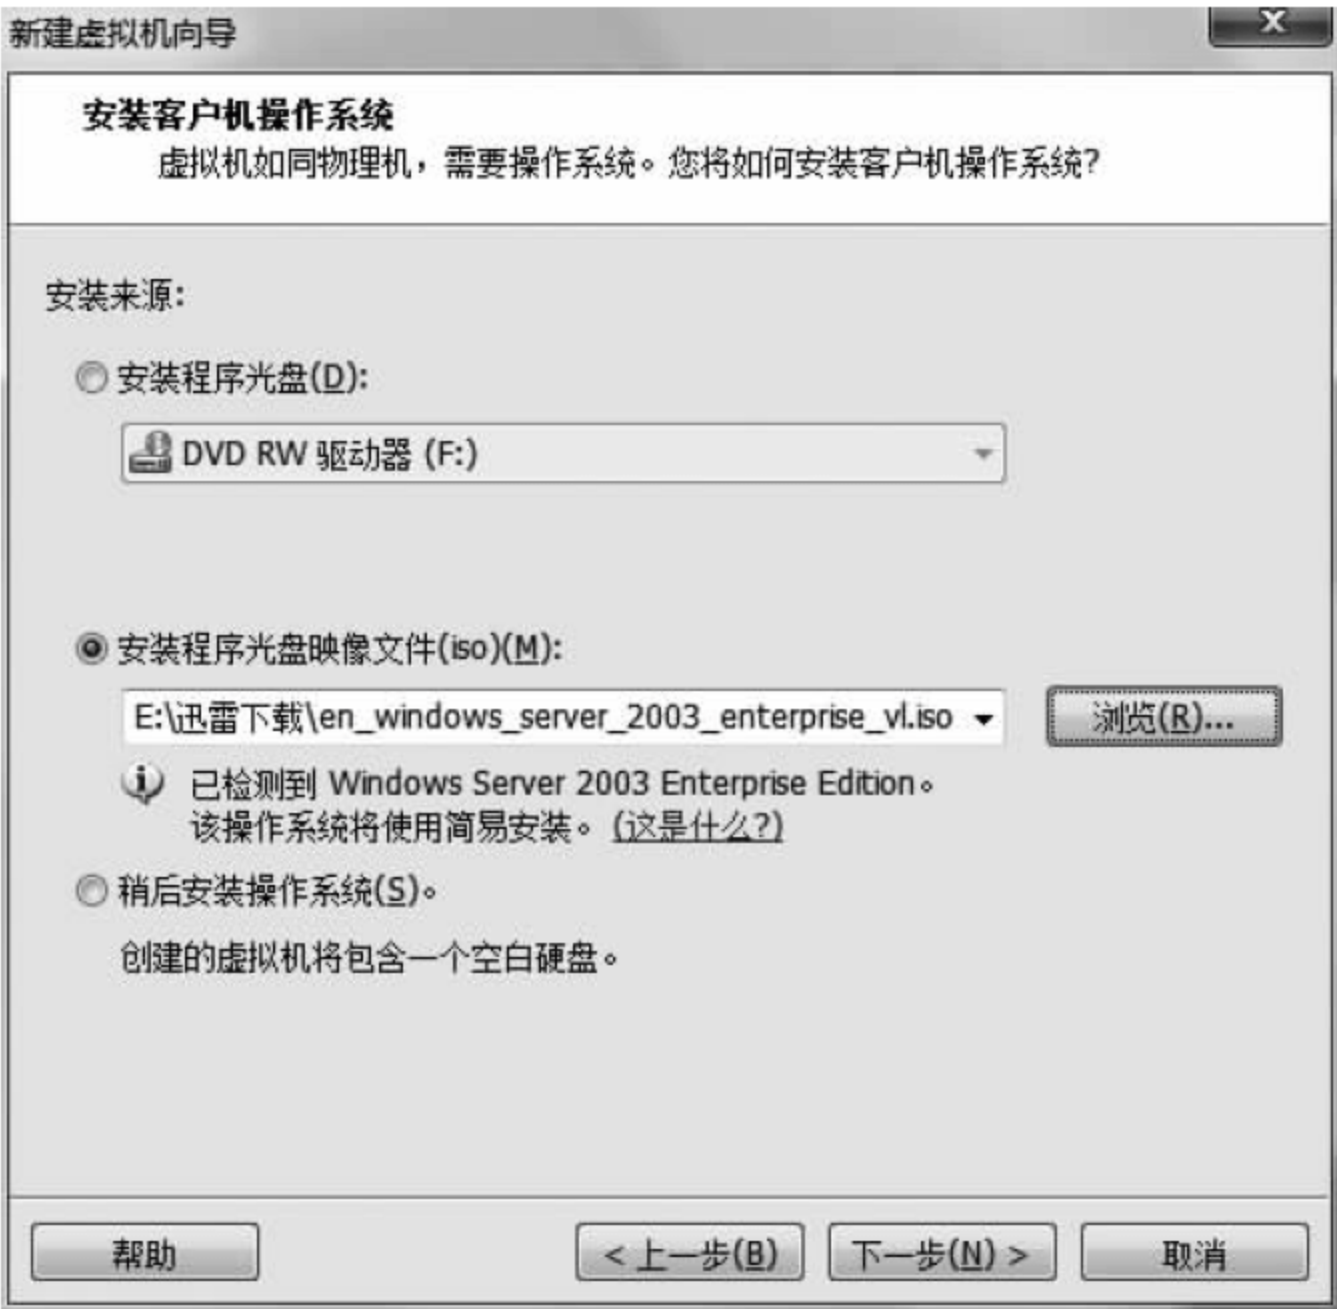 新建虚拟机向导
X
安装客户机操作系统
虚拟机如同物理机，需要操作系统。您将如何安装客户机操作系统?
安装来源:
安装程序光盘(D):
DVD RW 驱动器 (F:)
安装程序光盘映像文件(iso)(M):
E:\迅雷下载\en_windows_server_2003_enterprise_vl.iso
浏览(R)...
已检测到 Windows Server 2003 Enterprise Edition。
该操作系统将使用简易安装。(这是什么?)
稍后安装操作系统(S)。
创建的虚拟机将包含一个空白硬盘。
帮助
< 上一步(B)
下一步(N) >
取消